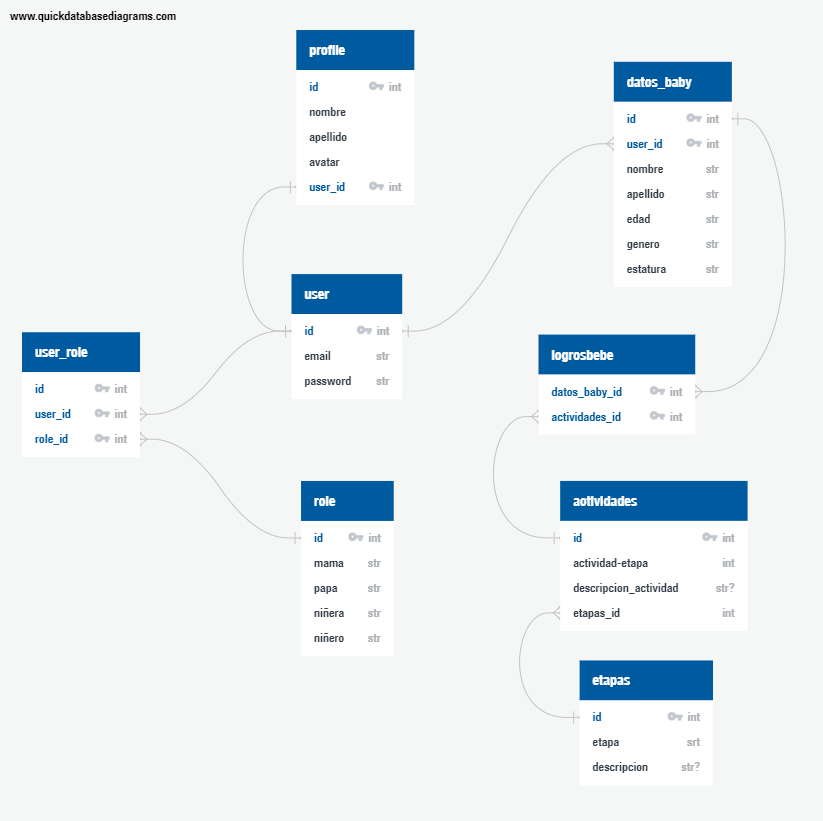 www.quickdatabasediagrams.com
profile
id int
nombre
apellido
avatar
user_id int
datos_baby
id int
user_id int
nombre str
apellido str
edad str
genero str
estatura str
user
id int
email str
password str
user_role
id int
user_id int
role_id int
logrosbebe
datos_baby_id int
actividades_id int
role
id int
mama str
papa str
niñera str
niñero str
actividades
id int
actividad-etapa int
descripcion_actividad str?
etapas_id int
etapas
id int
etapa srt
descripcion str?